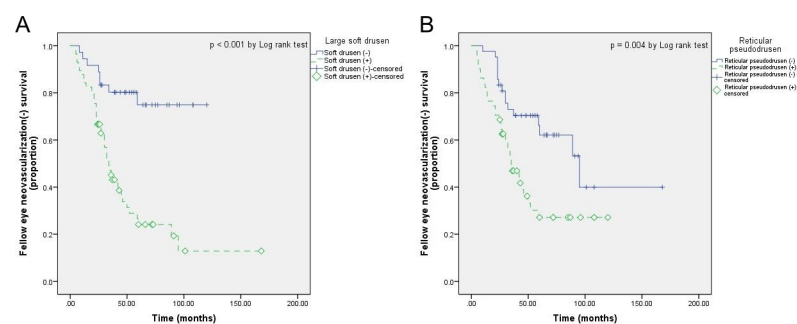 A
p < 0.001 by Log rank test
Large soft drusen
Soft drusen (-)
Soft drusen (+)
Soft drusen (-)-censored
Soft drusen (+)-censored
Fellow eye neovascularization(-) survival
(proportion)
1.0
0.8
0.6
0.4
0.2
0.0
.00 50.00 100.00 150.00 200.00
Time (months)
B
p = 0.004 by Log rank test
Reticular
pseudodrusen
Reticular pseudodrusen (-)
Reticular pseudodrusen (+)
Reticular pseudodrusen (-)
censored
Reticular pseudodrusen (+)
censored
Fellow eye neovascularization(-) survival
(proportion)
1.0
0.8
0.6
0.4
0.2
0.0
.00 50.00 100.00 150.00 200.00
Time (months)